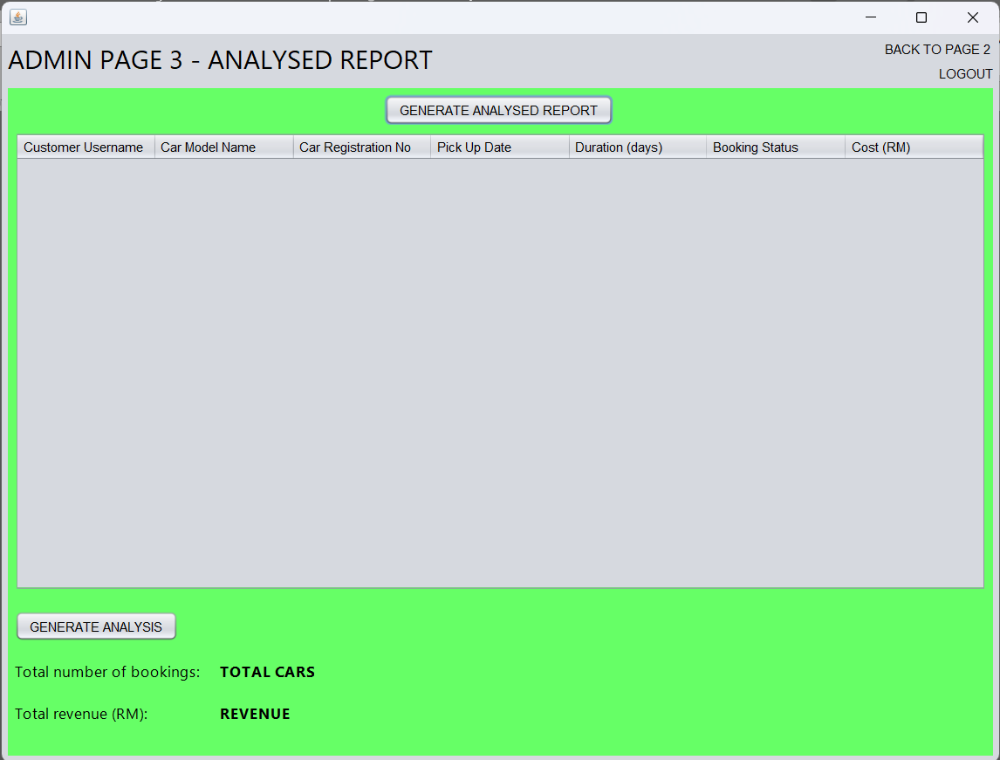 ADMIN PAGE 3 - ANALYSED REPORT
BACK TO PAGE 2
LOGOUT
GENERATE ANALYSED REPORT
Customer Username Car Model Name Car Registration No Pick Up Date Duration (days) Booking Status Cost (RM)
GENERATE ANALYSIS
Total number of bookings: TOTAL CARS
Total revenue (RM): REVENUE